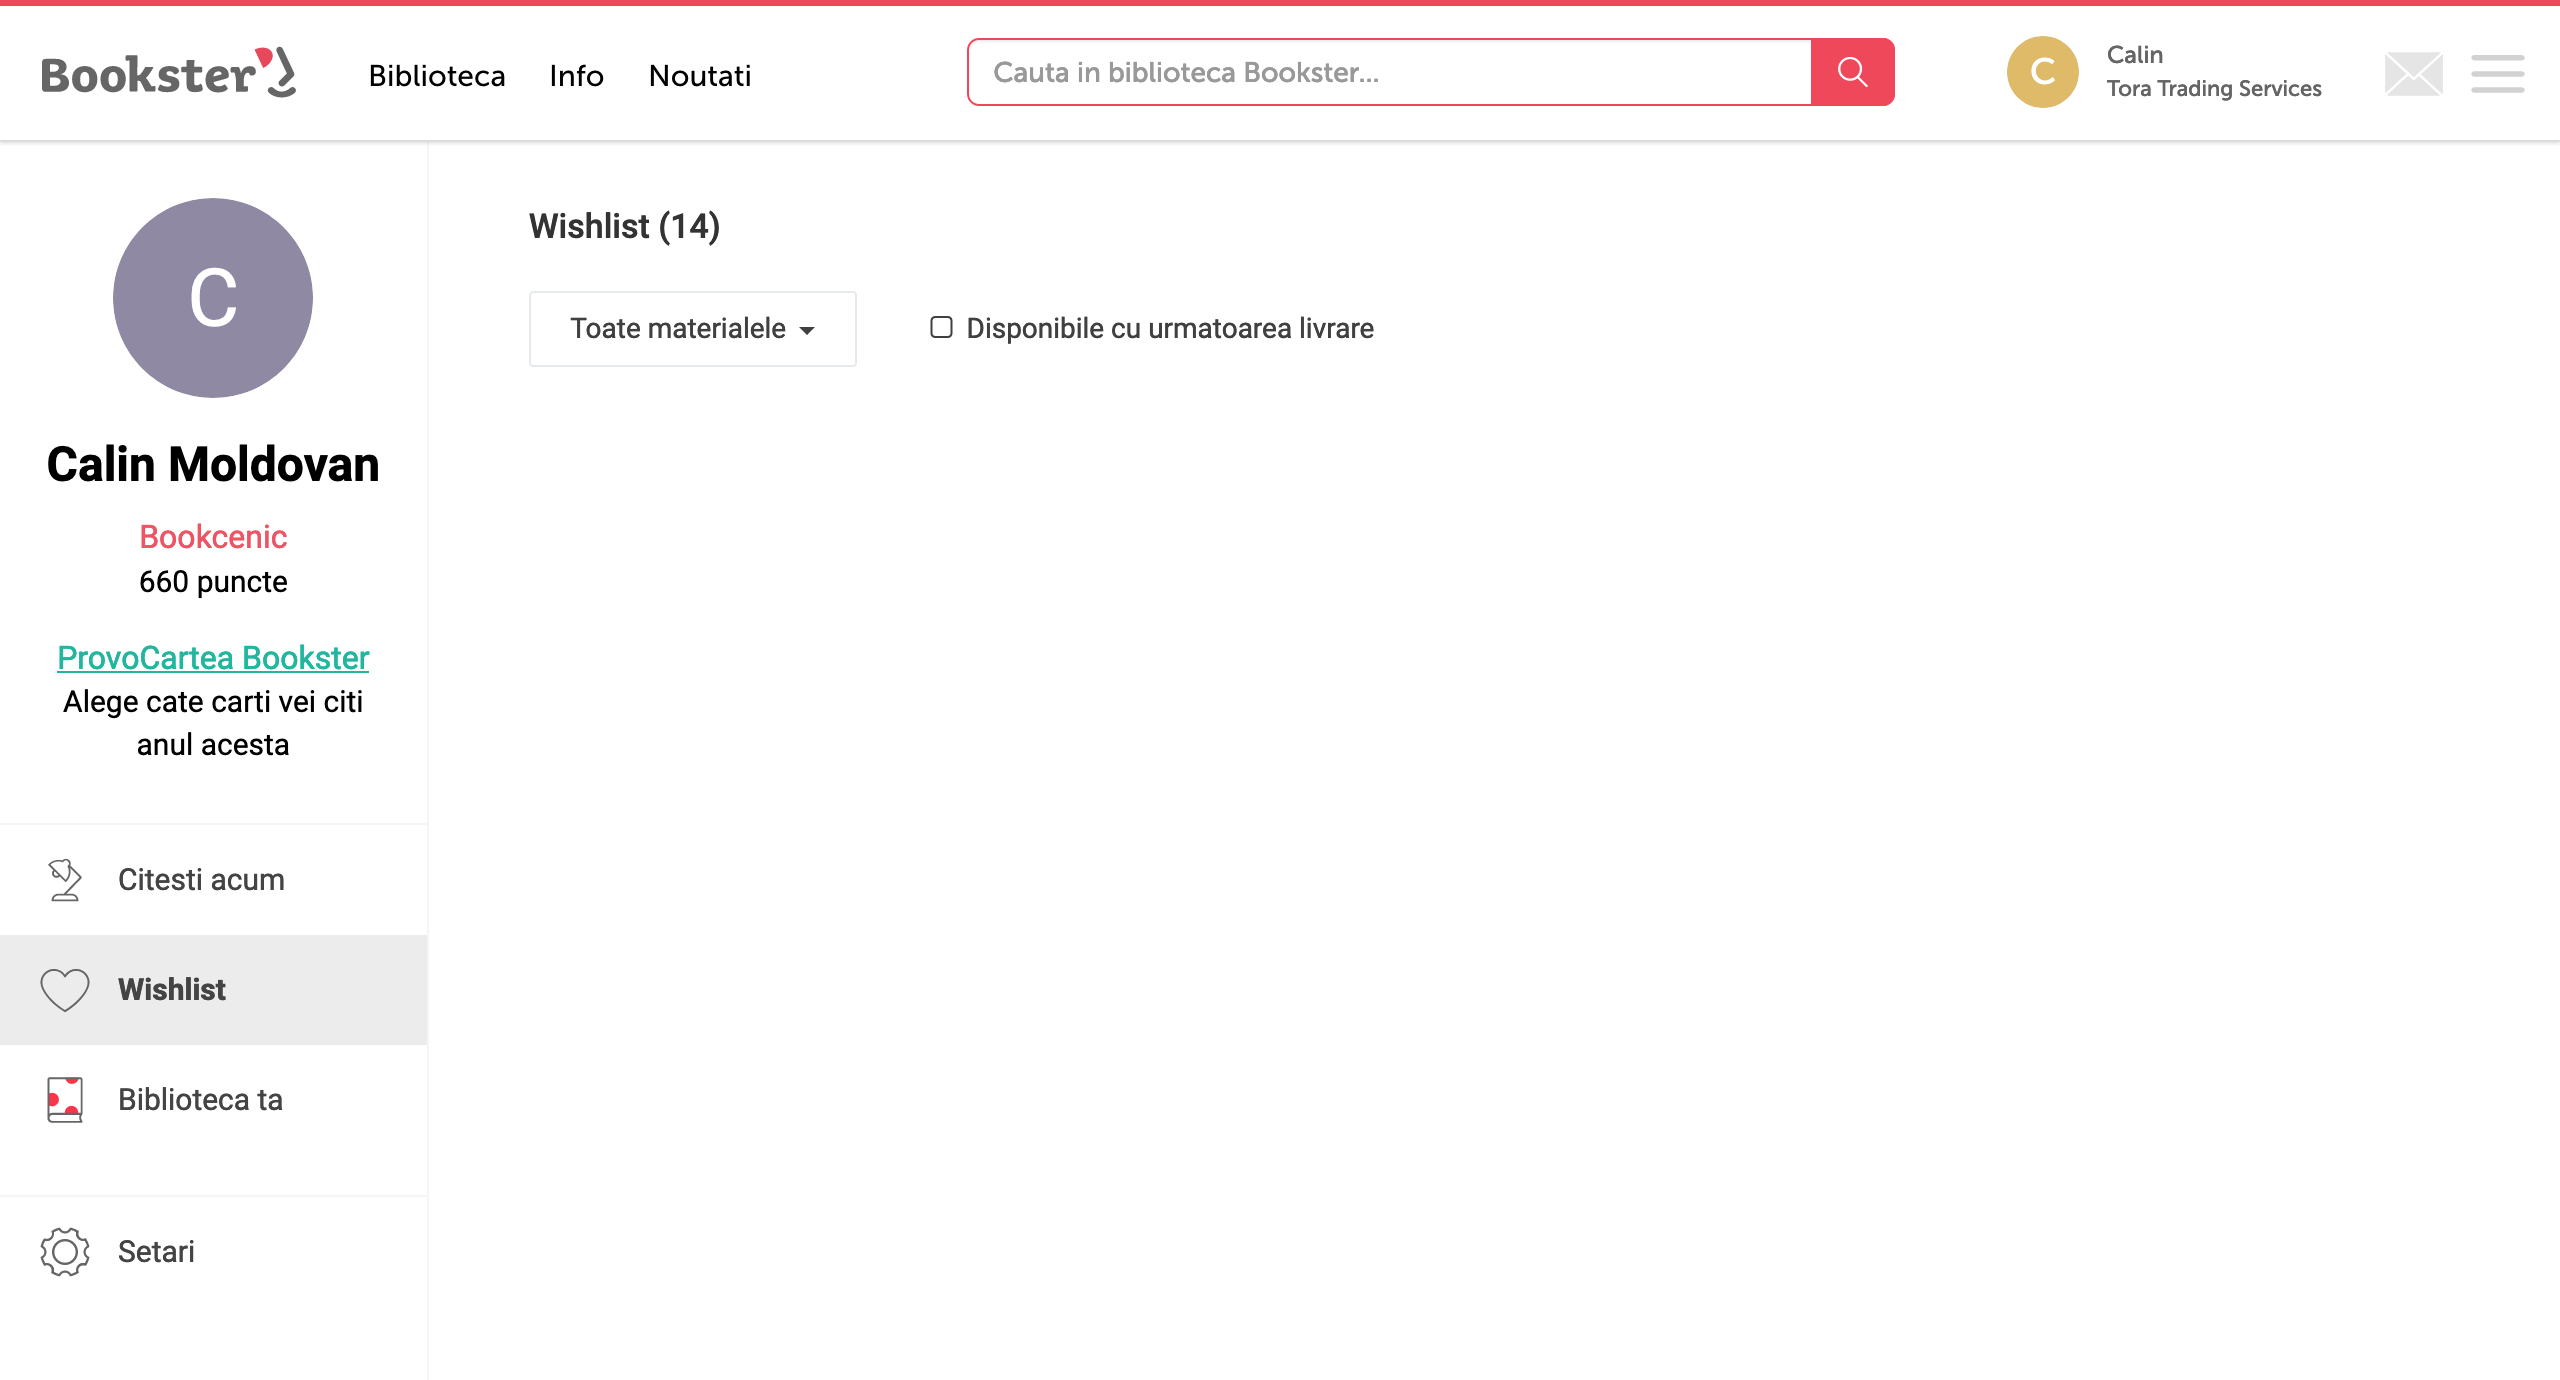 Bookster
Biblioteca
Info
Noutati
Cauta in biblioteca Bookster...
C
Calin
Tora Trading Services
C
Calin Moldovan
Bookcenic
660 puncte
ProvoCartea Bookster
Alege cate carti vei citi
anul acesta
Citesti acum
Wishlist
Biblioteca ta
Setari
Wishlist (14)
Toate materialele
Disponibile cu urmatoarea livrare